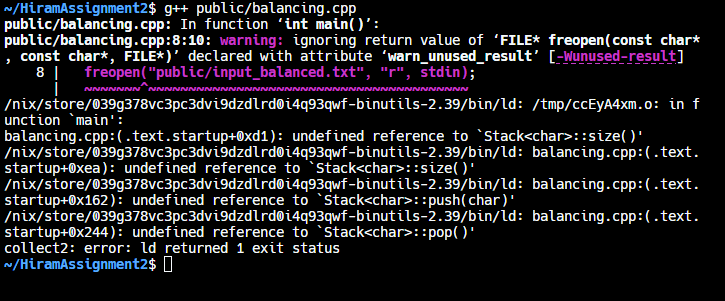 ~/HiramAssignment2$ g++ public/balancing.cpp
public/balancing.cpp: In function ‘int main()’:
public/balancing.cpp:8:10: warning: ignoring return value of ‘FILE* freopen(const char*
, const char*, FILE*)’ declared with attribute ‘warn_unused_result’ [-Wunused-result]
    8 |   freopen("public/input_balanced.txt", "r", stdin);
      |   ~~~~~~~^~~~~~~~~~~~~~~~~~~~~~~~~~~~~~~~~~~~~~~~~
/nix/store/039g378vc3pc3dvi9dzdlrd0i4q93qwf-binutils-2.39/bin/ld: /tmp/ccEyA4xm.o: in f
unction `main':
balancing.cpp:(.text.startup+0xd1): undefined reference to `Stack<char>::size()'
/nix/store/039g378vc3pc3dvi9dzdlrd0i4q93qwf-binutils-2.39/bin/ld: balancing.cpp:(.text.
startup+0xea): undefined reference to `Stack<char>::size()'
/nix/store/039g378vc3pc3dvi9dzdlrd0i4q93qwf-binutils-2.39/bin/ld: balancing.cpp:(.text.
startup+0x162): undefined reference to `Stack<char>::push(char)'
/nix/store/039g378vc3pc3dvi9dzdlrd0i4q93qwf-binutils-2.39/bin/ld: balancing.cpp:(.text.
startup+0x244): undefined reference to `Stack<char>::pop()'
collect2: error: ld returned 1 exit status
~/HiramAssignment2$